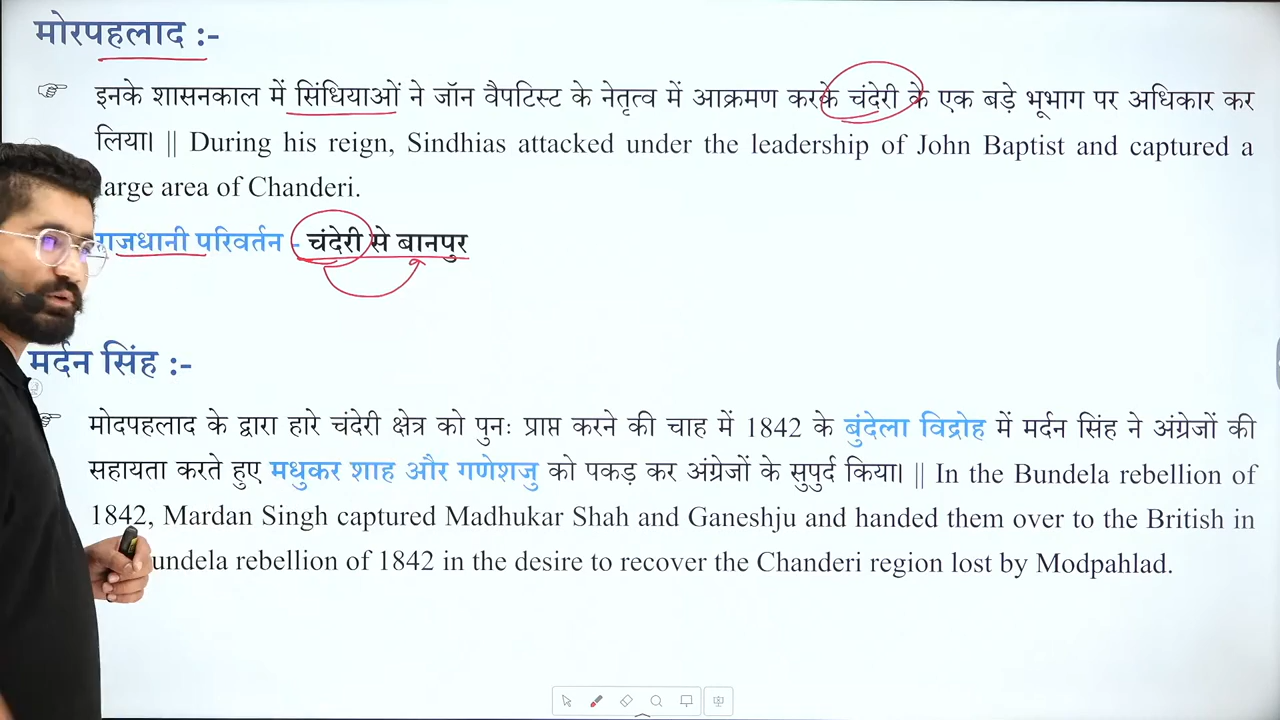 मोरपहलाद :-
इनके शासनकाल में सिंधियाओं ने जॉन वैपटिस्ट के नेतृत्व में आक्रमण करके चंदेरी के एक बड़े भूभाग पर अधिकार कर
लिया। || During his reign, Sindhias attacked under the leadership of John Baptist and captured a
large area of Chanderi.
राजधानी परिवर्तन - चंदेरी से बानपुर
मर्दन सिंह :-
मोदपहलाद के द्वारा हारे चंदेरी क्षेत्र को पुनः प्राप्त करने की चाह में 1842 के बुंदेला विद्रोह में मर्दन सिंह ने अंग्रेजों की
सहायता करते हुए मधुकर शाह और गणेशजु को पकड़ कर अंग्रेजों के सुपुर्द किया। || In the Bundela rebellion of
1842, Mardan Singh captured Madhukar Shah and Ganeshju and handed them over to the British in
Bundela rebellion of 1842 in the desire to recover the Chanderi region lost by Modpahlad.